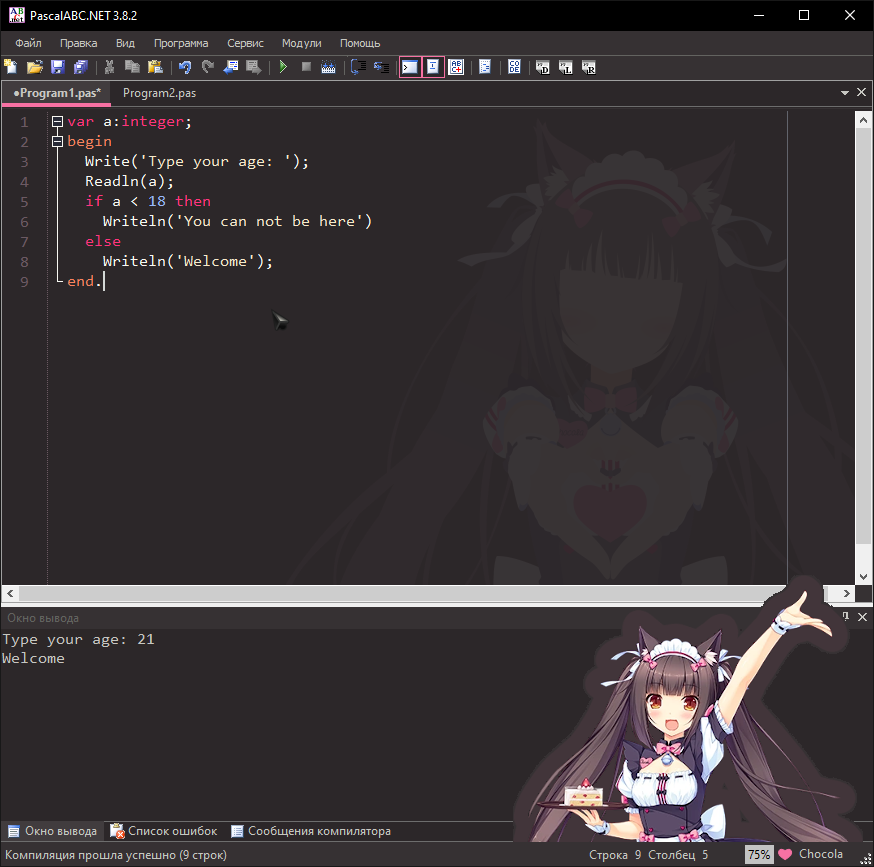 PascalABC.NET 3.8.2
Файл Правка Вид Программа Сервис Модули Помощь
•Program1.pas* Program2.pas
1 var a:integer;
2 begin
3 Write('Type your age: ');
4 Readln(a);
5 if a < 18 then
6 Writeln('You can not be here')
7 else
8 Writeln('Welcome');
9 end.
Окно вывода
Type your age: 21
Welcome
Окно вывода Список ошибок Сообщения компилятора
Компиляция прошла успешно (9 строк) Строка 9 Столбец 5 75% Chocola